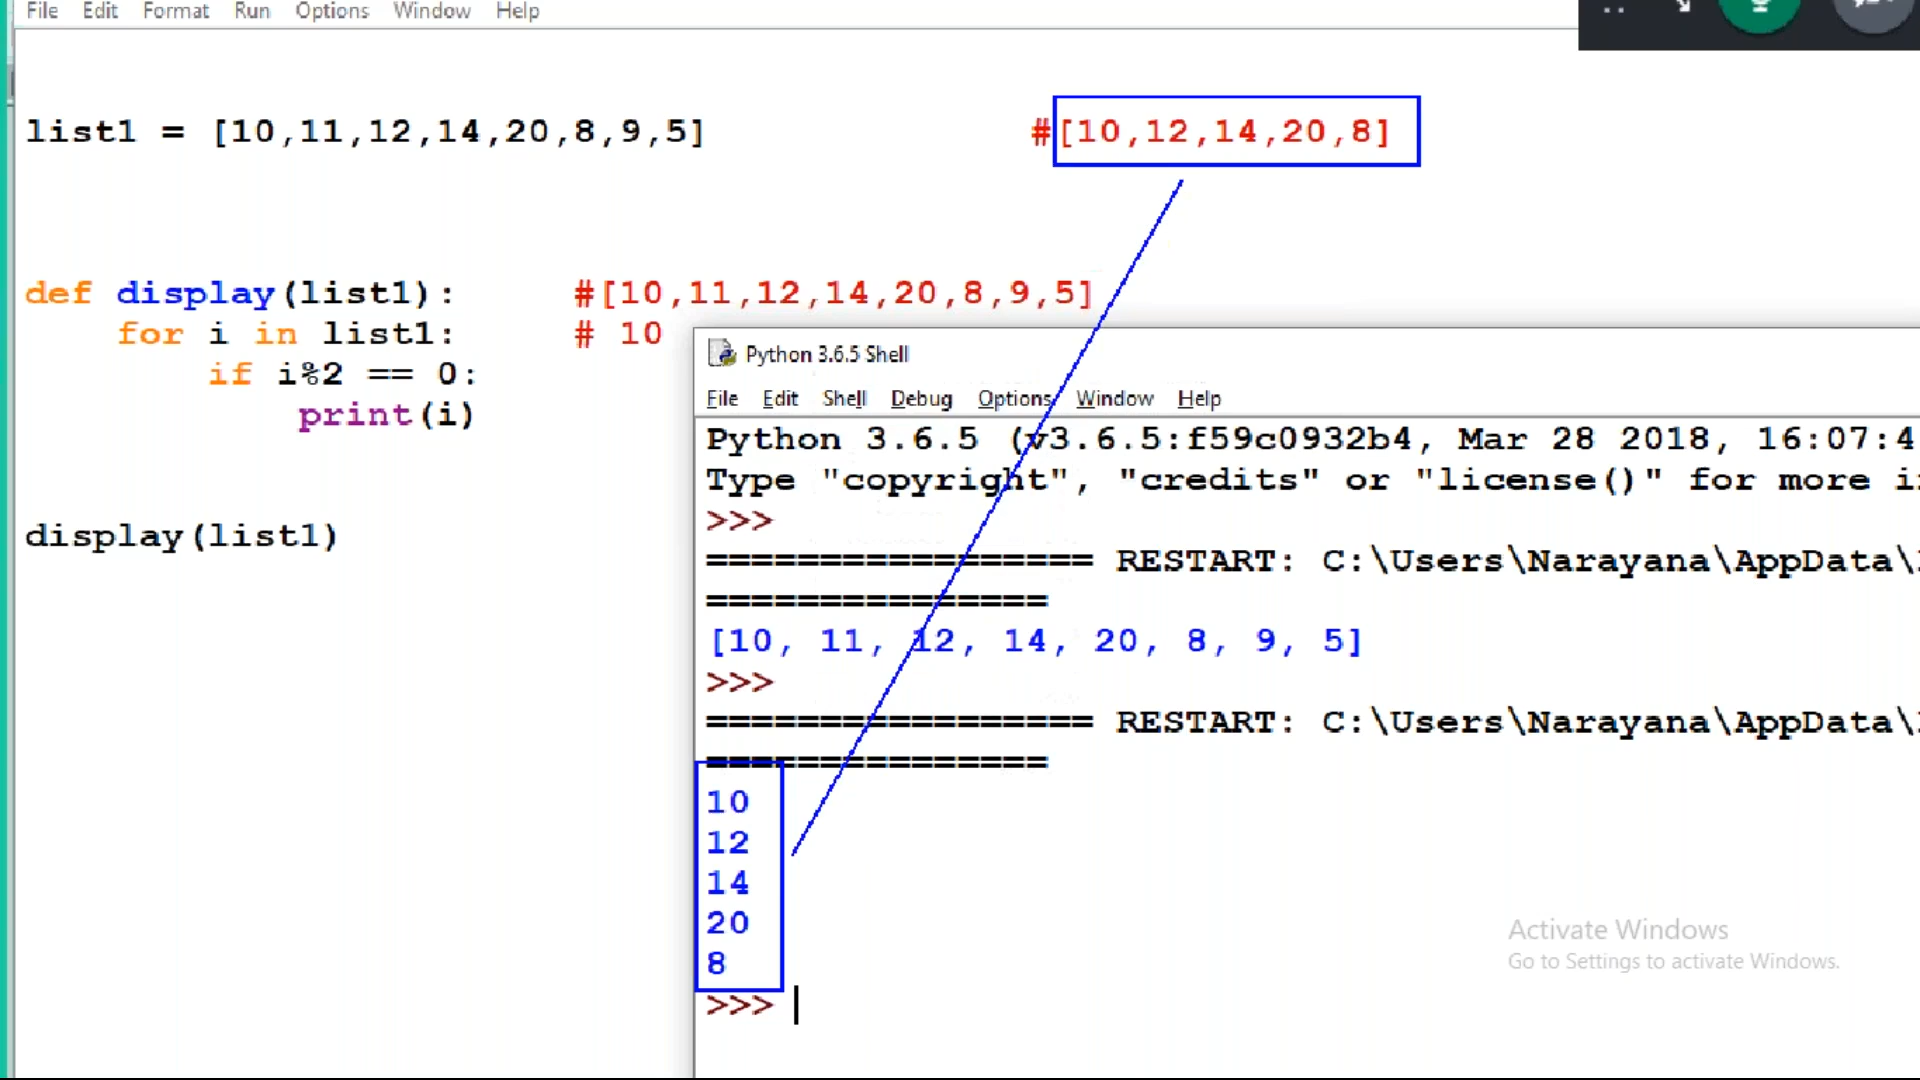 File Edit Format Run Options Window Help
list1 = [10,11,12,14,20,8,9,5] #[10,12,14,20,8]
def display(list1): #[10,11,12,14,20,8,9,5]
for i in list1: # 10
if i%2 == 0:
print(i)
display(list1)
Python 3.6.5 Shell
File Edit Shell Debug Options Window Help
Python 3.6.5 (v3.6.5:f59c0932b4, Mar 28 2018, 16:07:4
Type "copyright", "credits" or "license()" for more
>>>
================= RESTART: C:\Users\Narayana\AppData\
===============
[10, 11, 12, 14, 20, 8, 9, 5]
>>>
================= RESTART: C:\Users\Narayana\AppData\
===============
10
12
14
20
8
>>>
Activate Windows
Go to Settings to activate Windows.